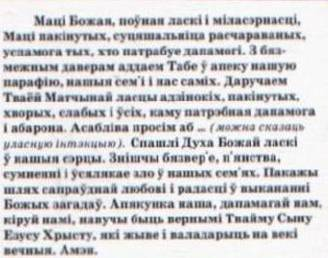 Маці Божая, поўная ласкі і міласэрнасці,
Маці пакінутых, суцяшальніца расчараваных,
успамога тых, хто патрабуе дапамогі. З бяз-
межным даверам аддаем Табе ў апеку нашую
парафію, нашыя сем'і і нас саміх. Даручаем
Тваёй Матчынай ласцы адзінокіх, пакінутых,
хворых, слабых і ўсіх, каму патрэбная дапамога
і абарона. Асабліва просім аб ... (можна сказаць
уласную інтэнцыю). Спашлі Духа Божай ласкі
ў нашыя сэрцы. Знішчы бязвер'е, п'янства,
сумненні і ўсялякае зло ў нашых сем'ях. Пакажы
шлях сапраўднай любові і радасці ў выкананні
Божых загадаў. Апякунка наша, дапамагай нам,
кіруй намі, навучы быць вернымі Твайму Сыну
Езусу Хрысту, які жыве і валадарыць на векі
вечныя. Амэн.